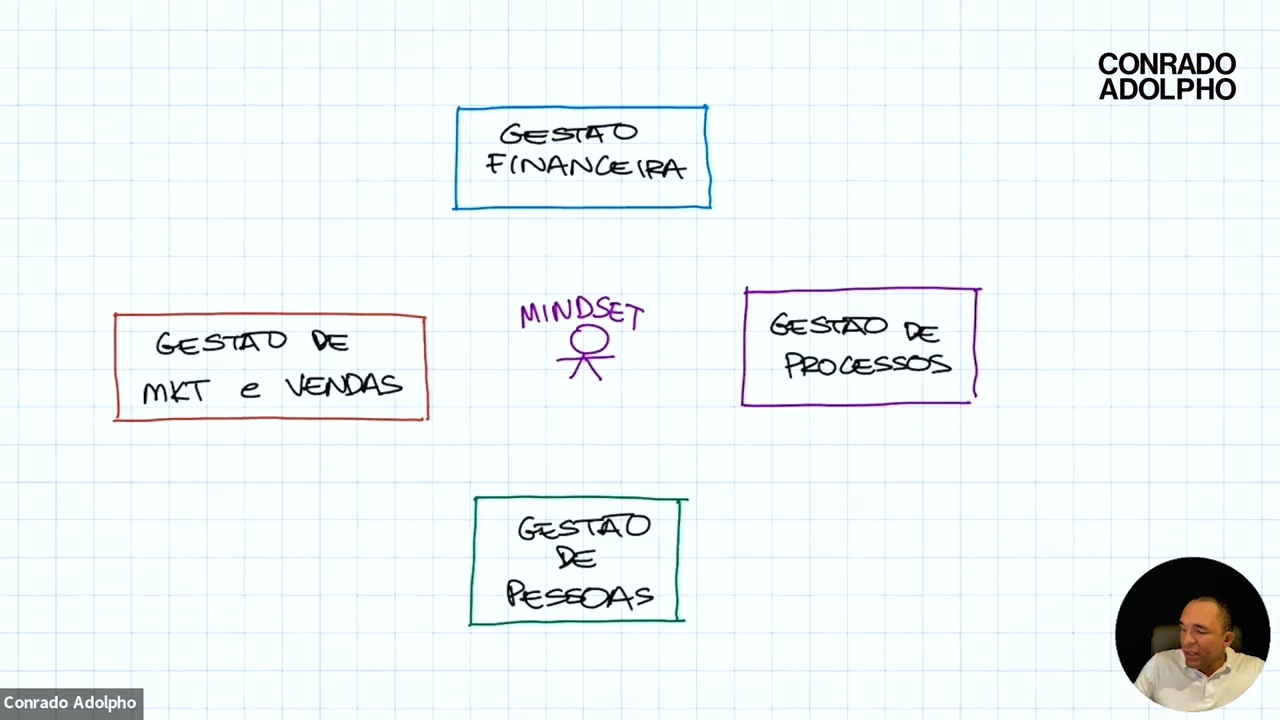 CONRADO
ADOLPHO
GESTÃO
FINANCEIRA
MINDSET
GESTÃO DE
MKT e VENDAS
GESTÃO DE
PROCESSOS
GESTÃO
DE
PESSOAS
Conrado Adolpho